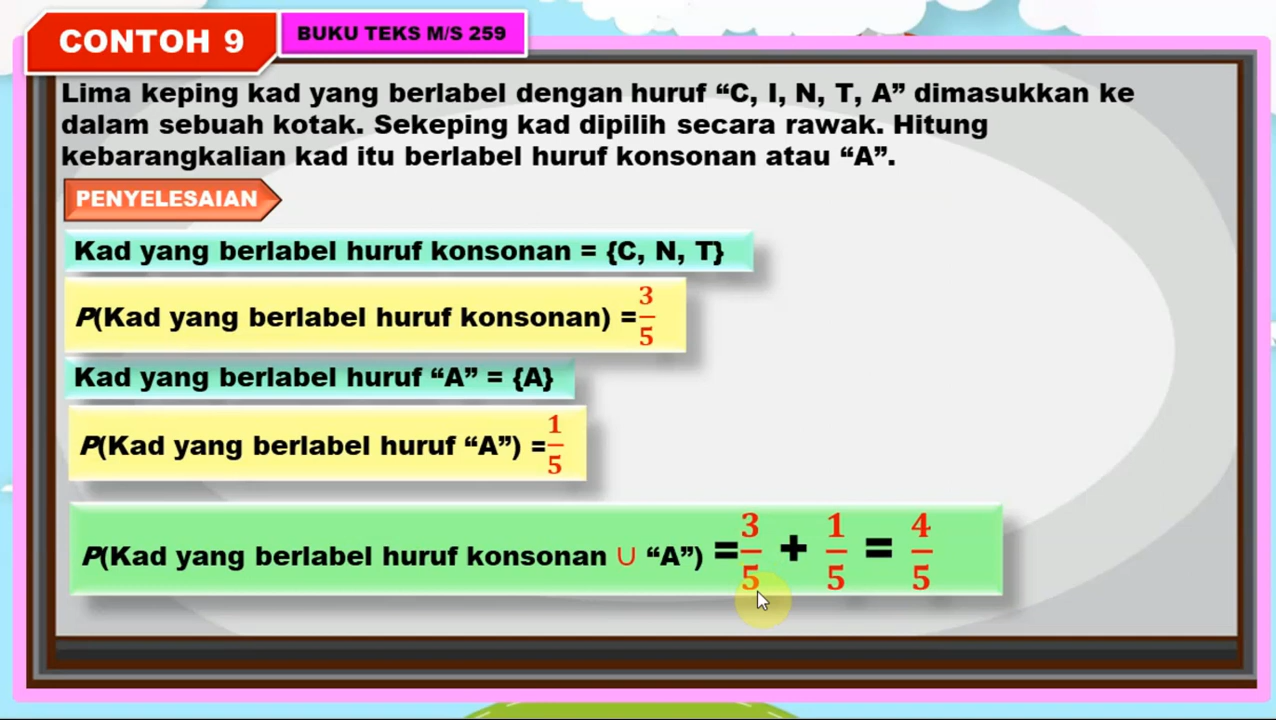 CONTOH 9
BUKU TEKS M/S 259
Lima keping kad yang berlabel dengan huruf “C, I, N, T, A” dimasukkan ke
dalam sebuah kotak. Sekeping kad dipilih secara rawak. Hitung
kebarangkalian kad itu berlabel huruf konsonan atau “A”.
PENYELESAIAN
Kad yang berlabel huruf konsonan = {C, N, T}
P(Kad yang berlabel huruf konsonan) = 3/5
Kad yang berlabel huruf “A” = {A}
P(Kad yang berlabel huruf “A”) = 1/5
P(Kad yang berlabel huruf konsonan ∪ “A”) = 3/5 + 1/5 = 4/5